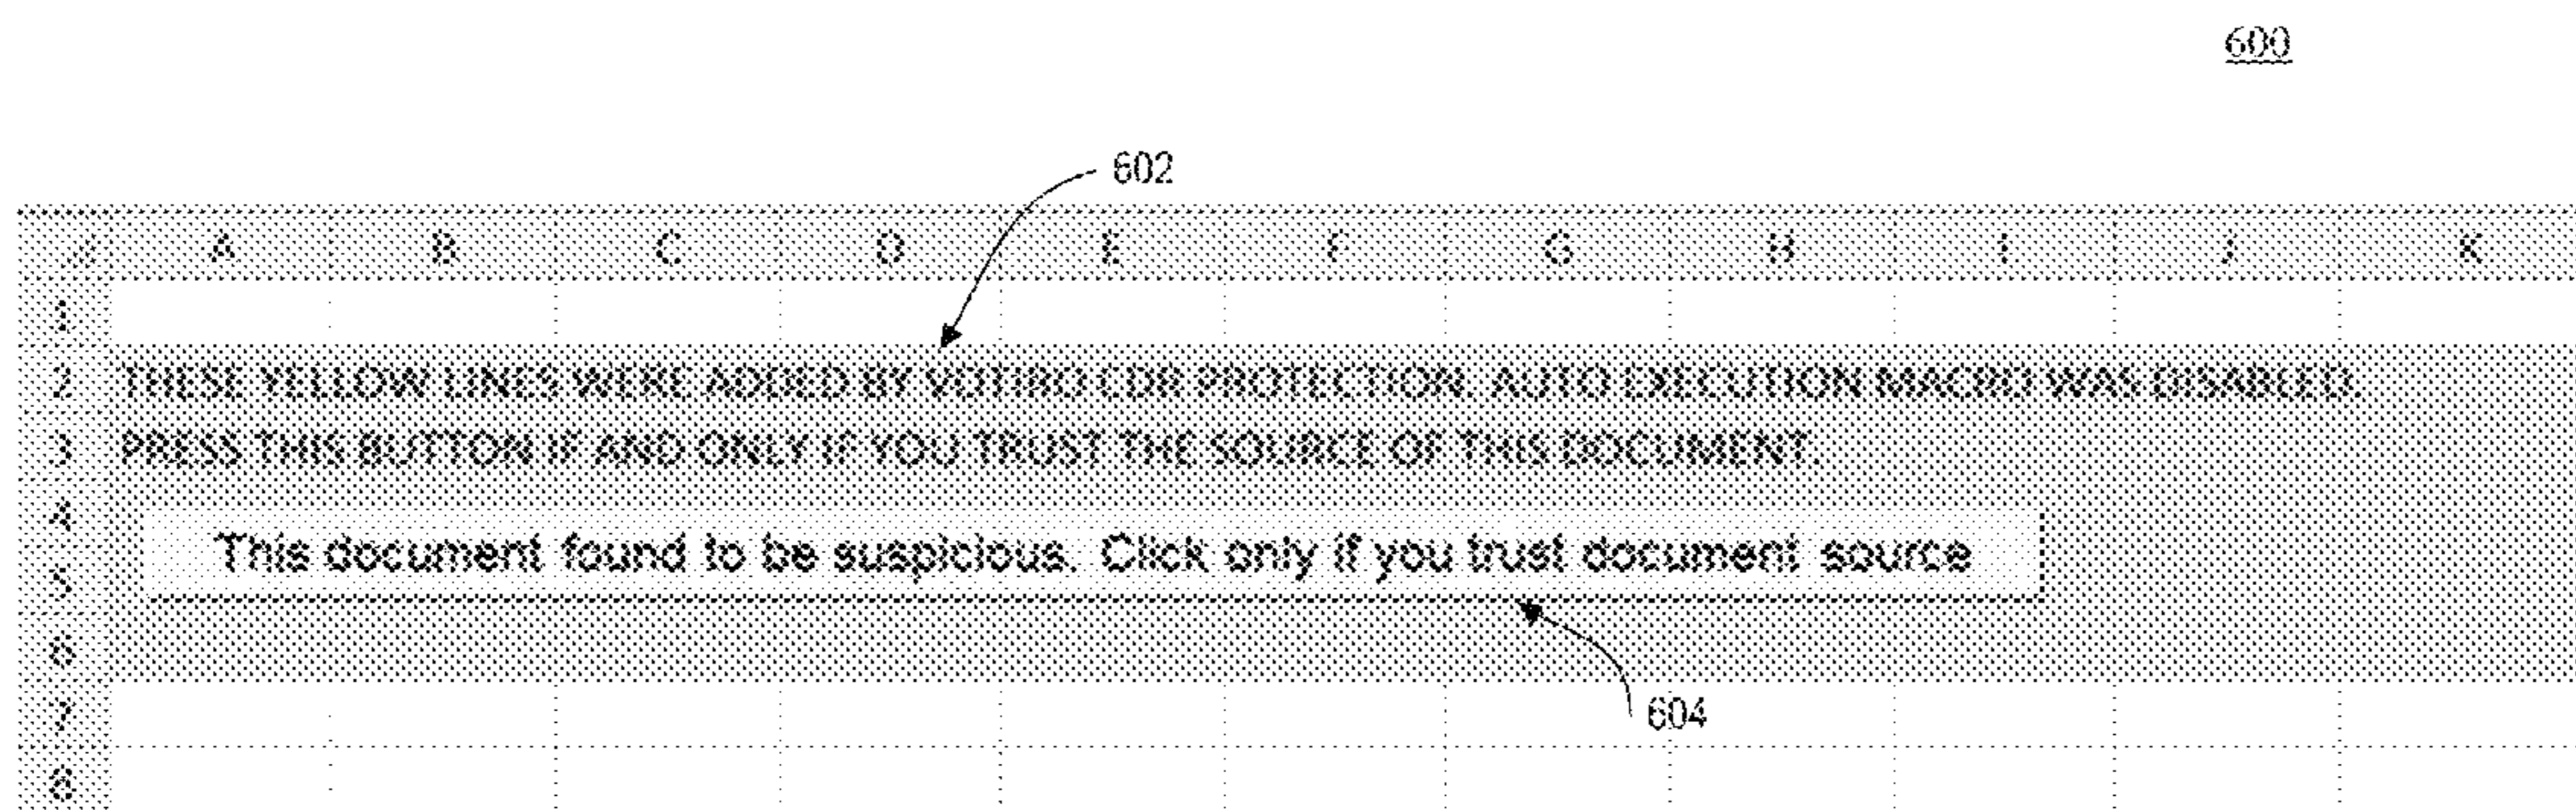 600
602
A B C D E F G H I J K
1
2 THESE YELLOW LINES WERE ADDED BY VOTIRO CDR PROTECTION. AUTO EXECUTION MACRO WAS DISABLED.
3 PRESS THIS BUTTON IF AND ONLY IF YOU TRUST THE SOURCE OF THIS DOCUMENT.
4
This document found to be suspicious. Click only if you trust document source
5
6
7
604
8